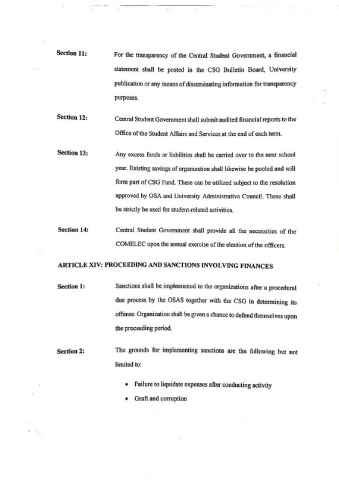 Section 11: For the transparency of the Central Student Government, a financial
statement shall be posted in the CSG Bulletin Board, University
publication or any means of disseminating information for transparency
purposes.
Section 12: Central Student Government shall submit audited financial reports to the
Office of the Student Affairs and Services at the end of each term.
Section 13: Any excess funds or liabilities shall be carried over to the next school
year. Existing savings of organization shall likewise be pooled and will
form part of CSG Fund. These can be utilized subject to the resolution
approved by OSA and University Administrative Council. These shall
be strictly be used for student-related activities.
Section 14: Central Student Government shall provide all the necessities of the
COMELEC upon the annual exercise of the election of the officers.
ARTICLE XIV: PROCEEDING AND SANCTIONS INVOLVING FINANCES
Section 1: Sanctions shall be implemented to the organizations after a procedural
due process by the OSAS together with the CSG in determining its
offense. Organization shall be given a chance to defend themselves upon
the proceeding period.
Section 2: The grounds for implementing sanctions are the following but not
limited to:
• Failure to liquidate expenses after conducting activity
• Graft and corruption